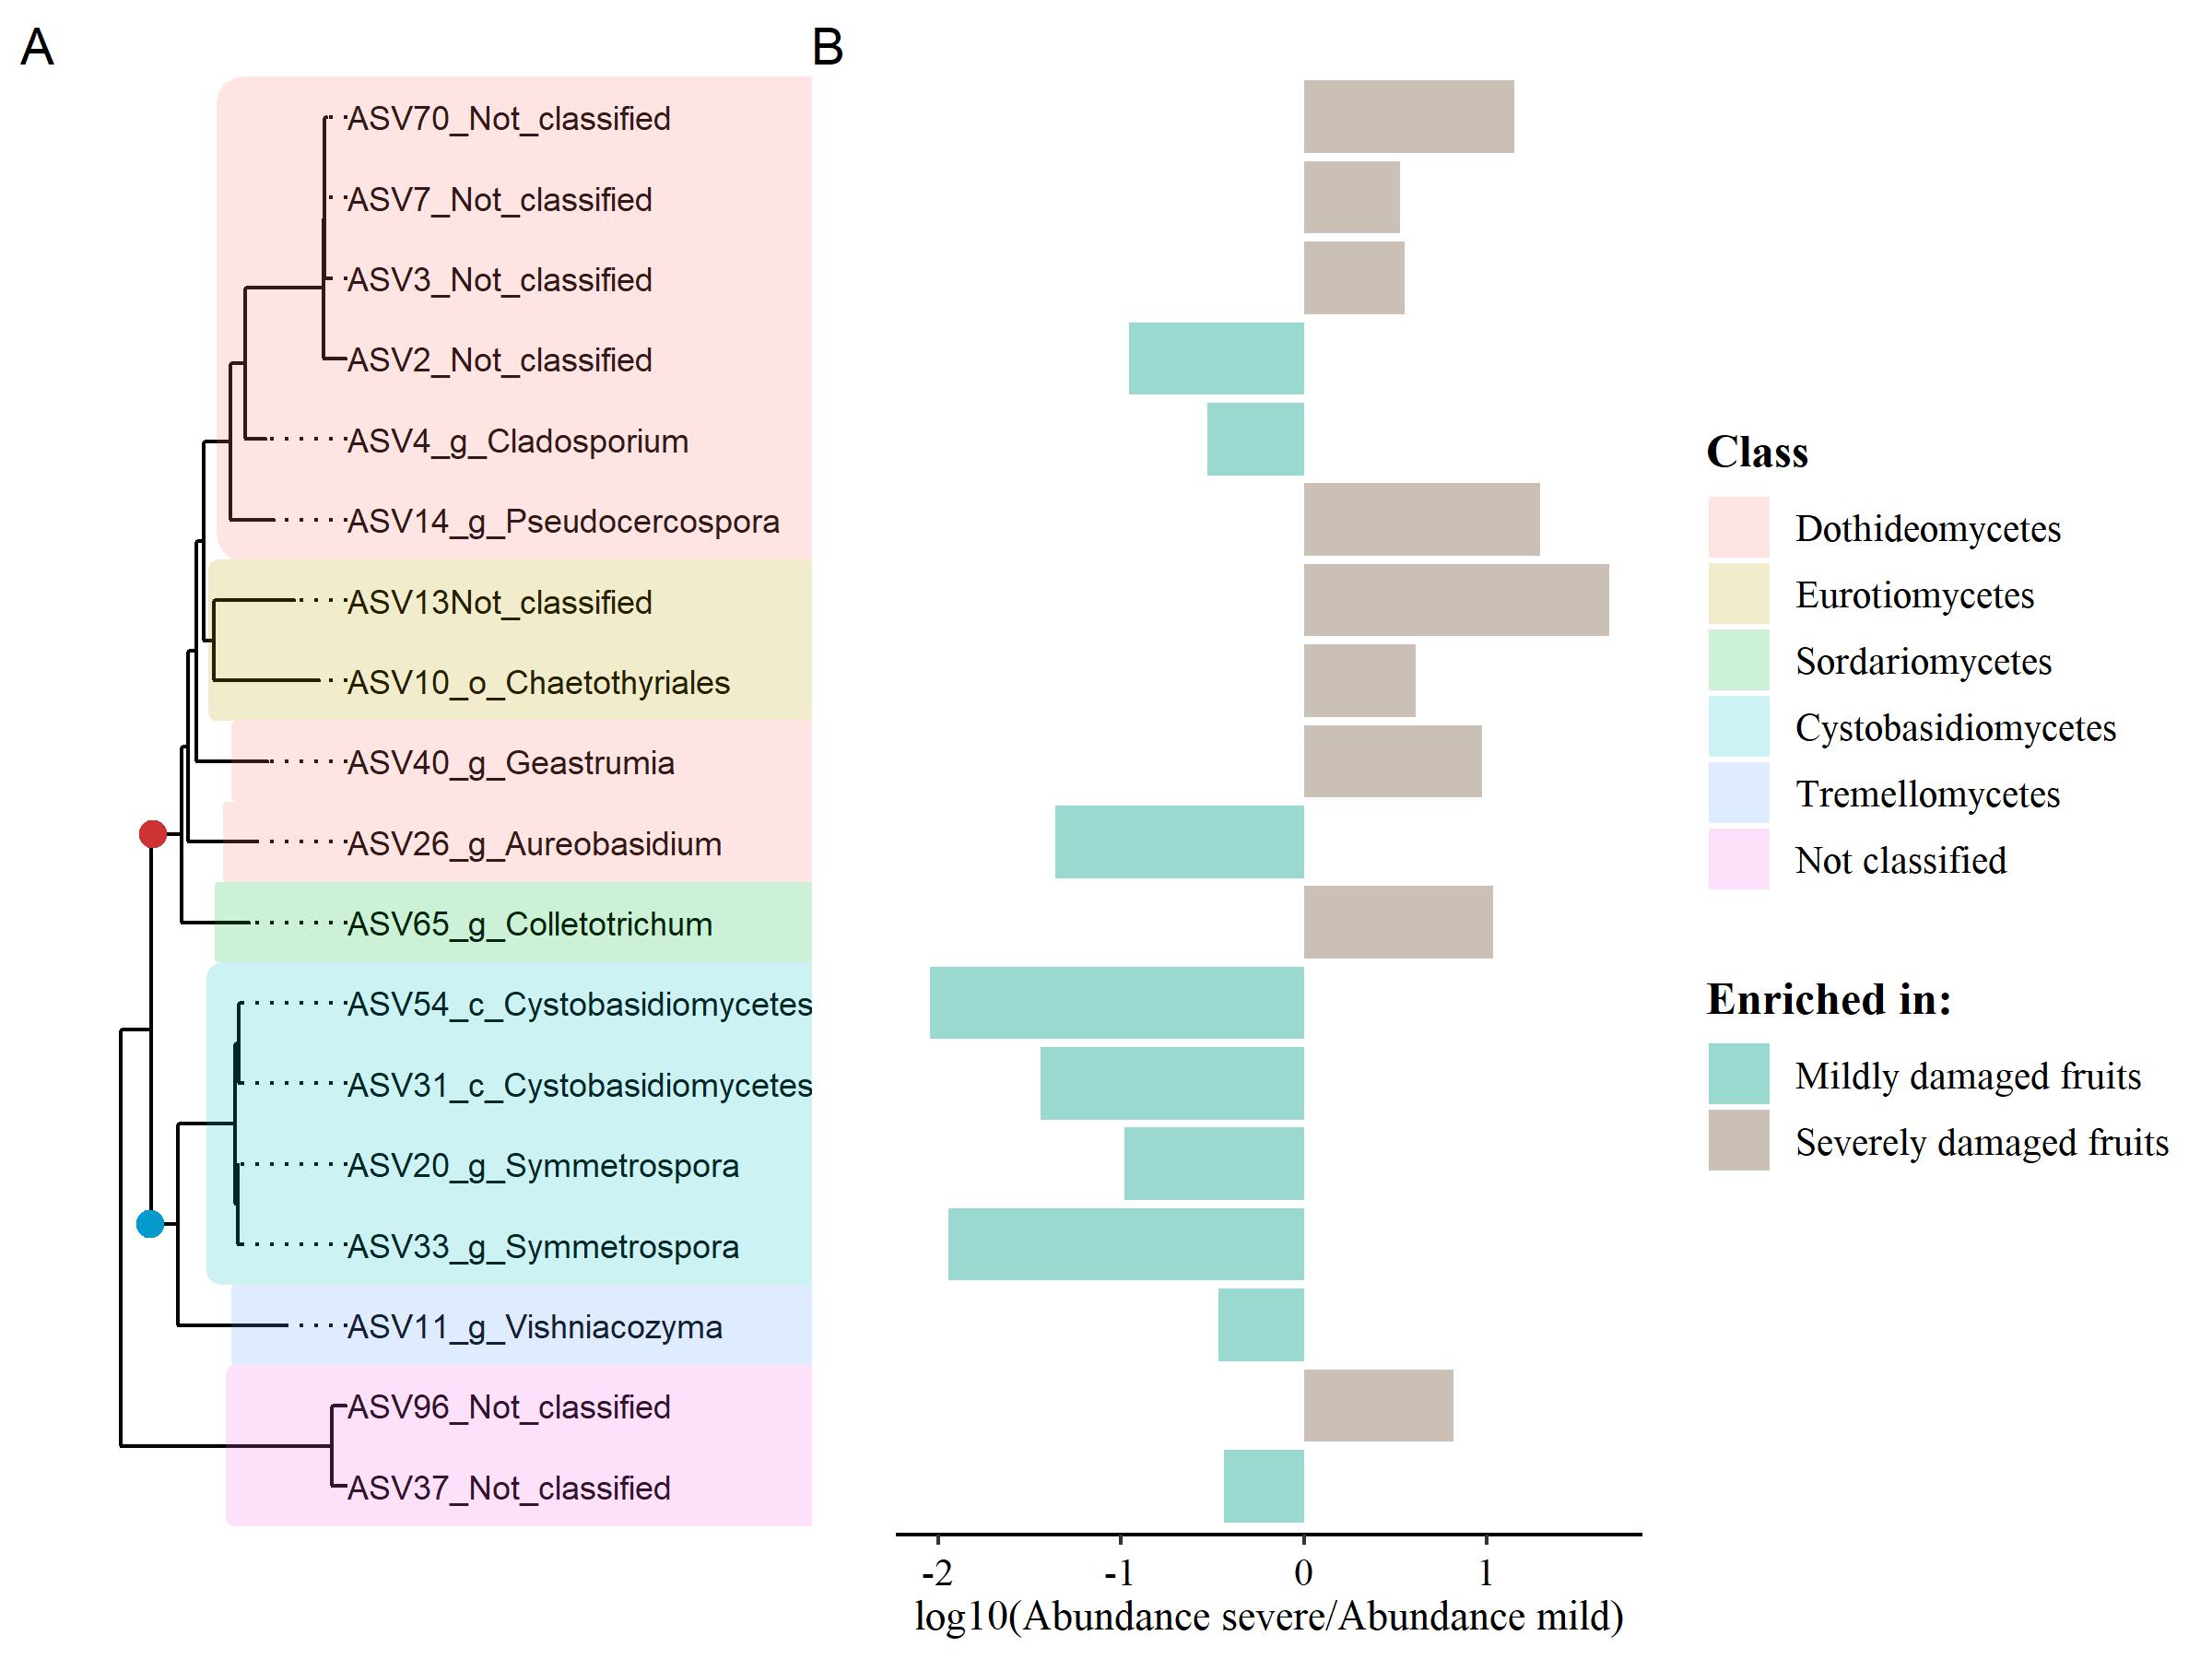 A
B
ASV70_Not_classified
ASV7_Not_classified
ASV3_Not_classified
ASV2_Not_classified
ASV4_g_Cladosporium
ASV14_g_Pseudocercospora
ASV13Not_classified
ASV10_o_Chaetothyriales
ASV40_g_Geastrumia
ASV26_g_Aureobasidium
ASV65_g_Colletotrichum
ASV54_c_Cystobasidiomycetes
ASV31_c_Cystobasidiomycetes
ASV20_g_Symmetrospora
ASV33_g_Symmetrospora
ASV11_g_Vishniacozyma
ASV96_Not_classified
ASV37_Not_classified
-2 -1 0 1
log10(Abundance severe/Abundance mild)
Class
Dothideomycetes
Eurotiomycetes
Sordariomycetes
Cystobasidiomycetes
Tremellomycetes
Not classified
Enriched in:
Mildly damaged fruits
Severely damaged fruits